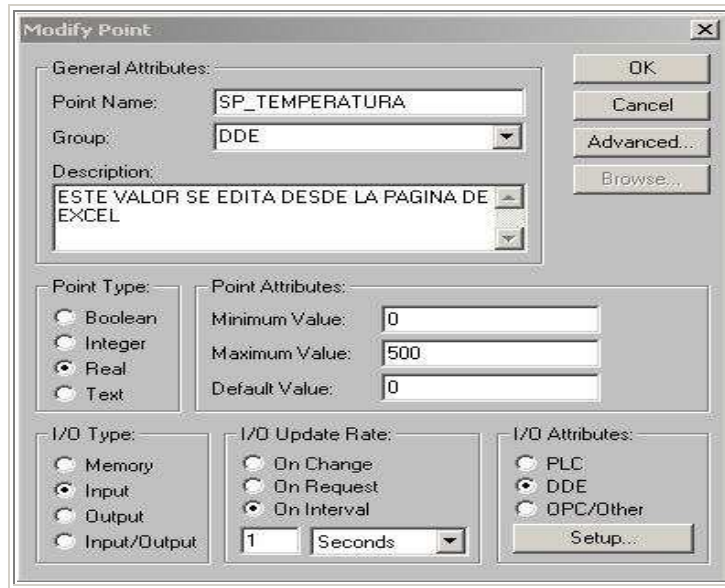 Modify Point
General Attributes:
Point Name: SP_TEMPERATURA
Group: DDE
Description:
ESTE VALOR SE EDITA DESDE LA PAGINA DE
EXCEL
OK
Cancel
Advanced...
Browse...
Point Type:
Boolean
Integer
Real
Text
Point Attributes:
Minimum Value: 0
Maximum Value: 500
Default Value: 0
I/O Type:
Memory
Input
Output
Input/Output
I/O Update Rate:
On Change
On Request
On Interval
1 Seconds
I/O Attributes:
PLC
DDE
OPC/Other
Setup...